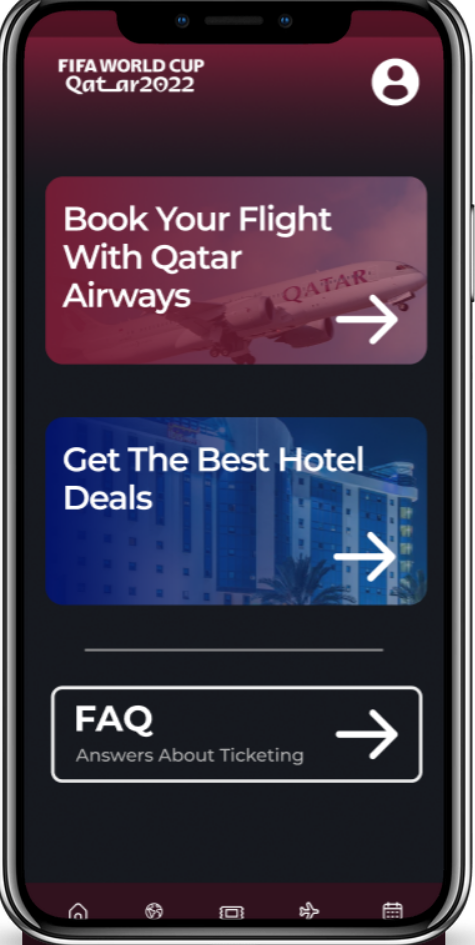 FIFA WORLD CUP
Qatar2022
Book Your Flight
With Qatar
Airways
QATAR
Get The Best Hotel
Deals
FAQ
Answers About Ticketing